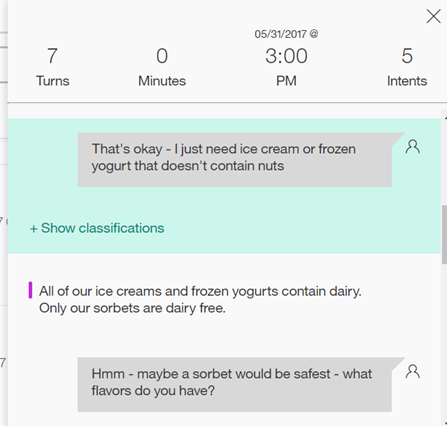 05/31/2017 @
7 0 3:00 5
Turns Minutes PM Intents
That's okay - I just need ice cream or frozen
yogurt that doesn't contain nuts
+ Show classifications
All of our ice creams and frozen yogurts contain dairy.
Only our sorbets are dairy free.
Hmm - maybe a sorbet would be safest - what
flavors do you have?